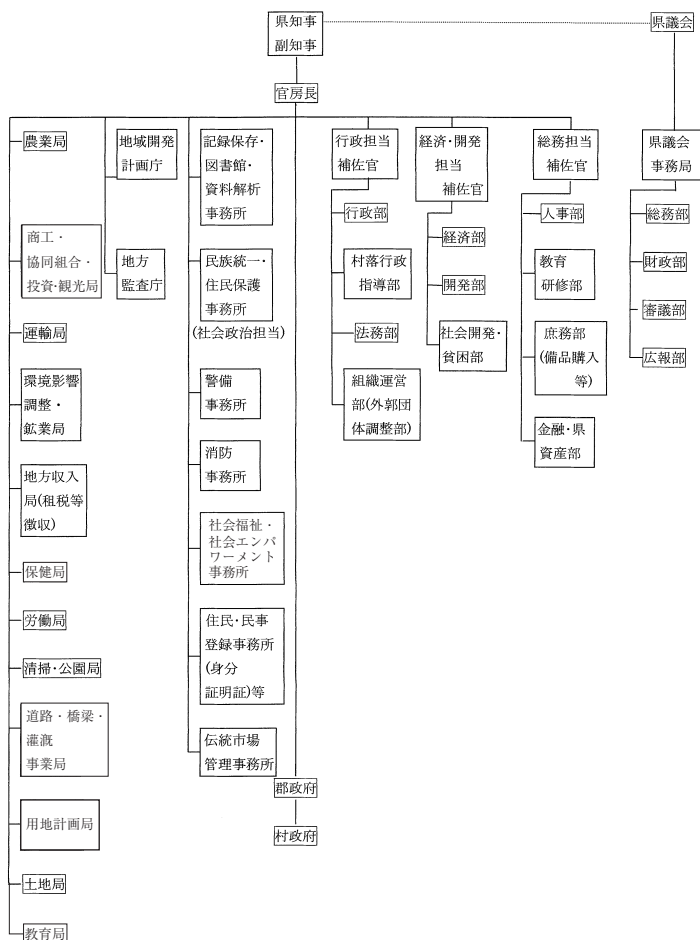 県知事
副知事
県議会
官房長
農業局
商工・
協同組合・
投資・観光局
運輸局
環境影響
調整・
鉱業局
地方収入
局(租税等
徴収)
保健局
労働局
清掃・公園局
道路・橋梁・
灌漑
事業局
用地計画局
土地局
教育局
地域開発
計画庁
地方
監査庁
記録保存・
図書館・
資料解析
事務所
民族統一・
住民保護
事務所
(社会政治担当)
警備
事務所
消防
事務所
社会福祉・
社会エンパ
ワーメント
事務所
住民・民事
登録事務所
(身分
証明証)等
伝統市場
管理事務所
郡政府
村政府
行政担当
補佐官
行政部
村落行政
指導部
法務部
組織運営
部(外郭団
体調整部)
経済・開発
担当
補佐官
経済部
開発部
社会開発・
貧困部
総務担当
補佐官
人事部
教育
研修部
庶務部
(備品購入
等)
金融・県
資産部
県議会
事務局
総務部
財政部
審議部
広報部